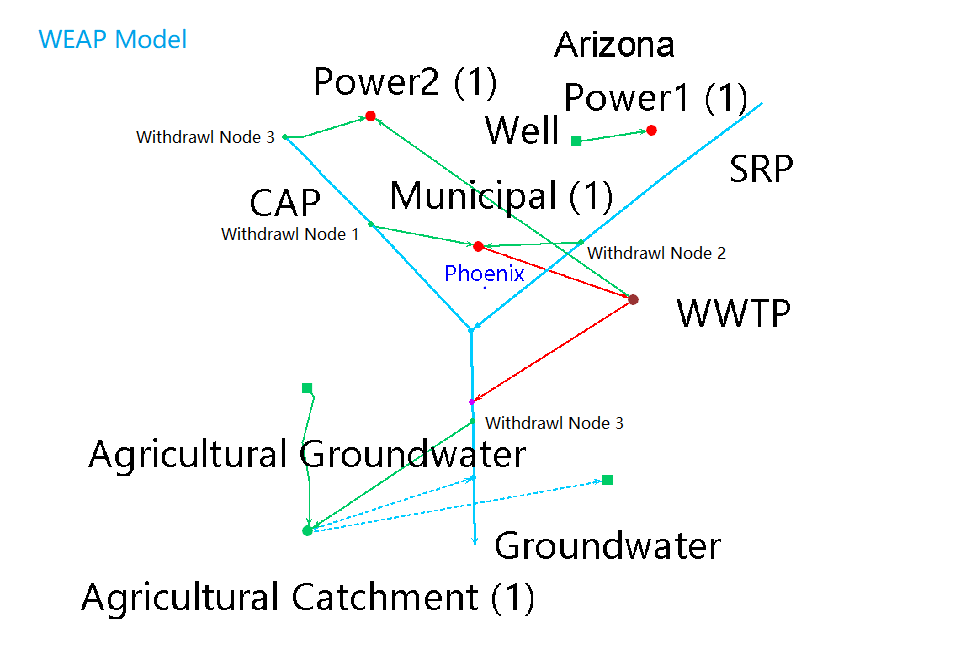 WEAP Model
Arizona
Power2 (1)
Power1 (1)
Well
Withdrawl Node 3
SRP
CAP
Municipal (1)
Withdrawl Node 1
Withdrawl Node 2
Phoenix
WWTP
Withdrawl Node 3
Agricultural Groundwater
Groundwater
Agricultural Catchment (1)